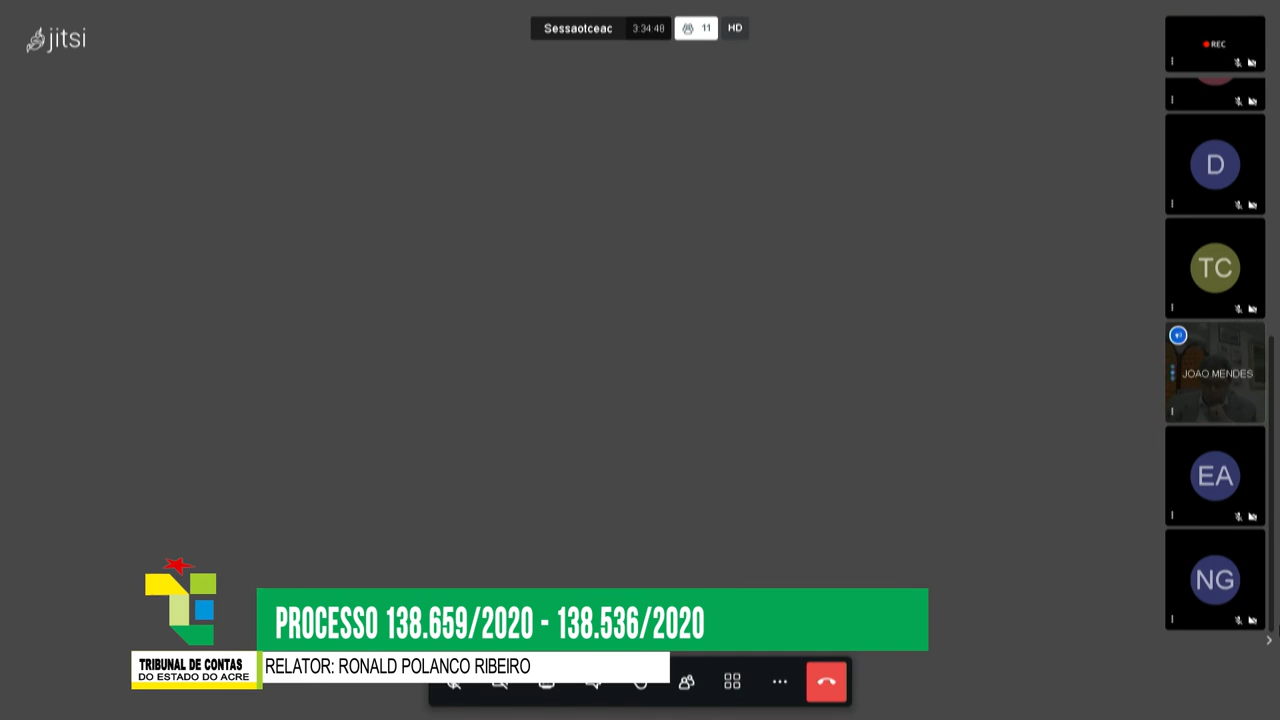 jitsi
Sessaotceac 3:34:48 11 HD
REC
D
TC
JOAO MENDES
EA
NG
PROCESSO 138.659/2020 - 138.536/2020
RELATOR: RONALD POLANCO RIBEIRO
TRIBUNAL DE CONTAS
DO ESTADO DO ACRE